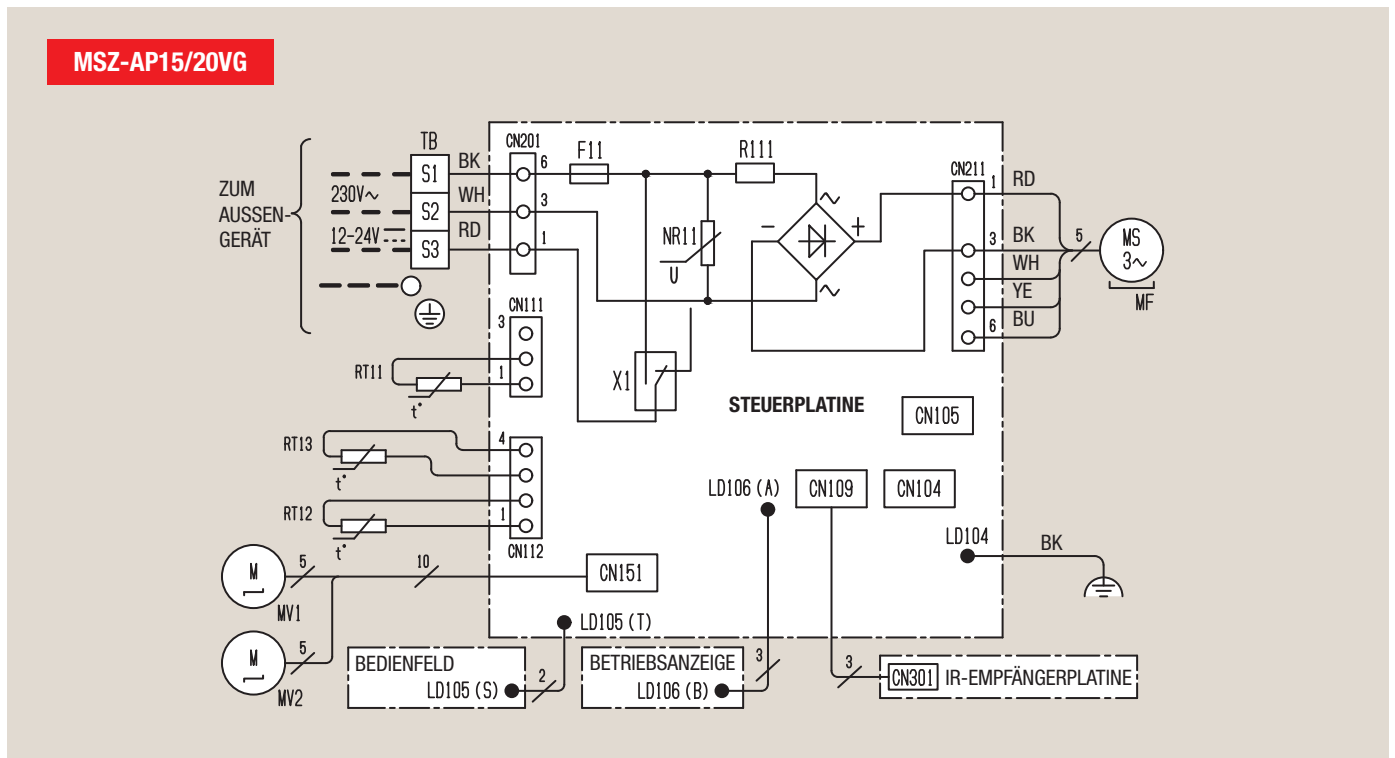 MSZ-AP15/20VG
ZUM
AUSSEN-
GERÄT
TB
S1
S2
S3
230V~
12-24V
BK
WH
RD
CN201
6
3
1
F11
R111
NR11
U
~
~
−
+
CN211
1
3
6
RD
BK
WH
YE
BU
5
MS
3~
MF
CN111
3
1
RT11
t°
X1
STEUERPLATINE
CN105
RT13
t°
RT12
t°
4
1
CN112
LD106 (A)
CN109
CN104
LD104
BK
M
5
MV1
10
CN151
M
5
MV2
LD105 (T)
BEDIENFELD
LD105 (S)
2
BETRIEBSANZEIGE
LD106 (B)
3
3
CN301
IR-EMPFÄNGERPLATINE